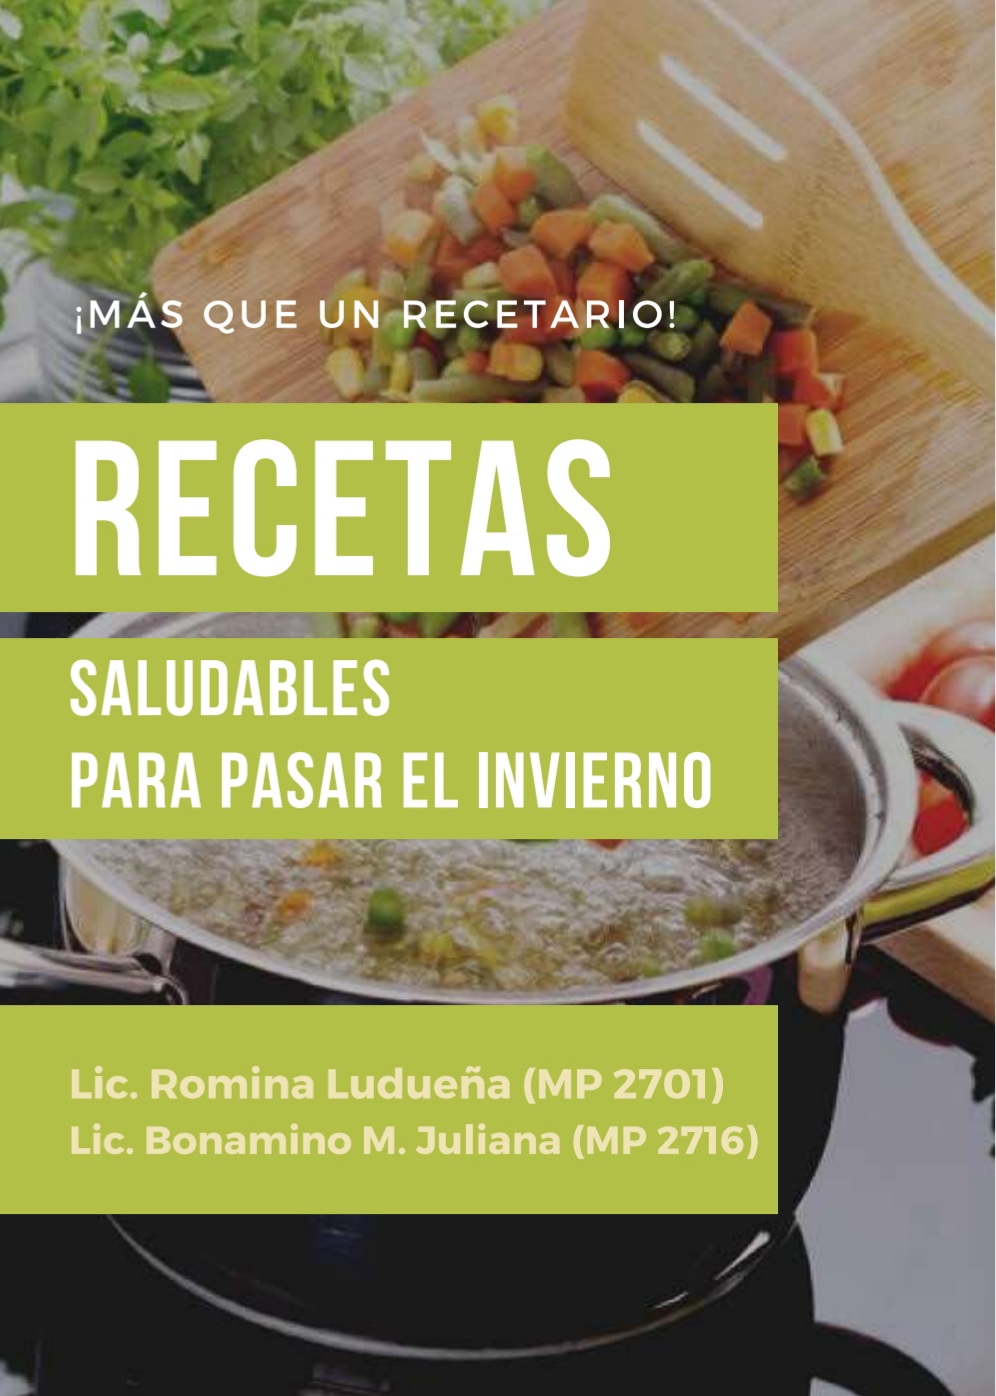 ¡MÁS QUE UN RECETARIO!
RECETAS
SALUDABLES
PARA PASAR EL INVIERNO
Lic. Romina Ludueña (MP 2701)
Lic. Bonamino M. Juliana (MP 2716)